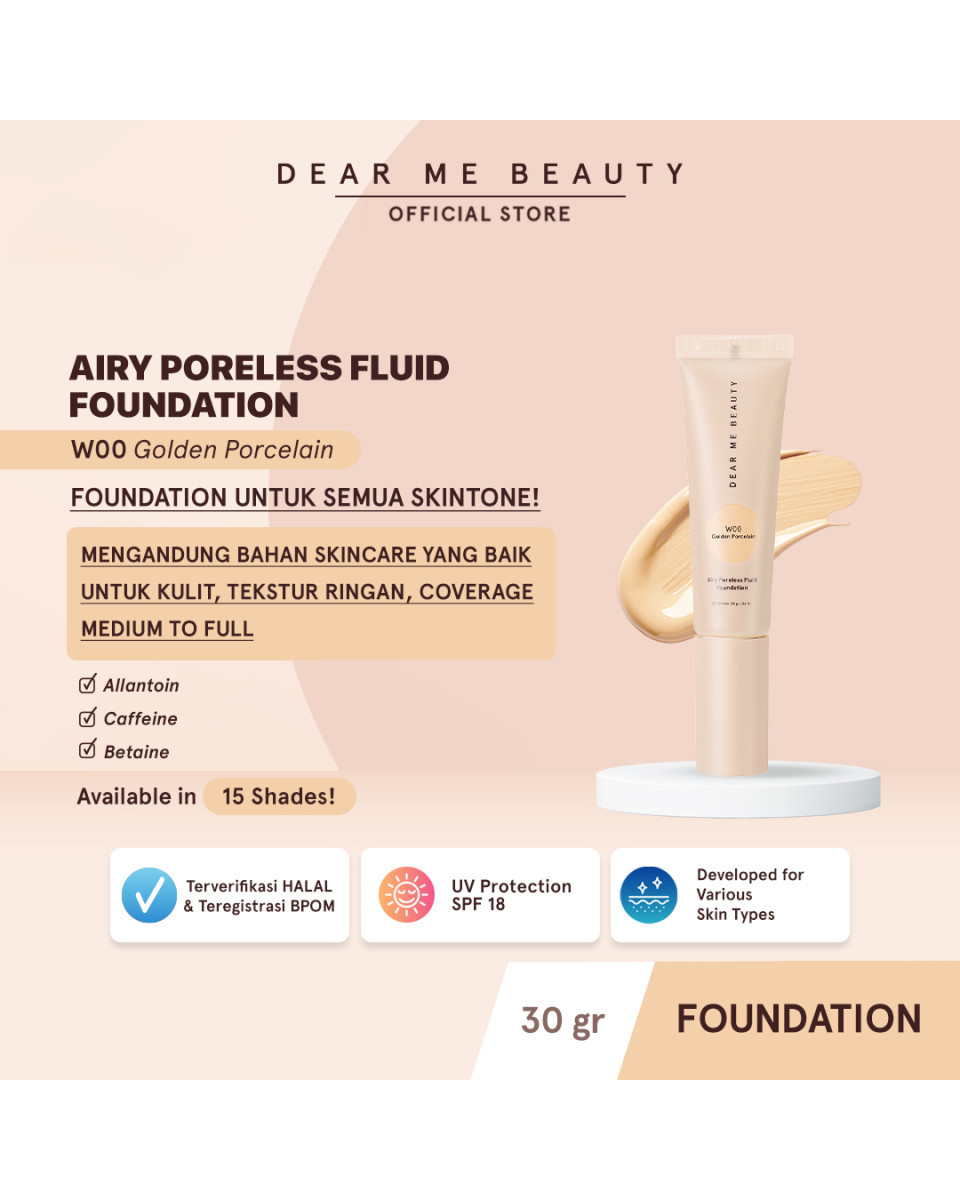 DEAR ME BEAUTY
OFFICIAL STORE
AIRY PORELESS FLUID
FOUNDATION
W00 Golden Porcelain
FOUNDATION UNTUK SEMUA SKINTONE!
MENGANDUNG BAHAN SKINCARE YANG BAIK
UNTUK KULIT, TEKSTUR RINGAN, COVERAGE
MEDIUM TO FULL
Allantoin
Caffeine
Betaine
Available in 15 Shades!
DEAR ME BEAUTY
W00
Golden Porcelain
Airy Poreless Fluid
Foundation
Terverifikasi HALAL
& Teregistrasi BPOM
UV Protection
SPF 18
Developed for
Various
Skin Types
30 gr
FOUNDATION